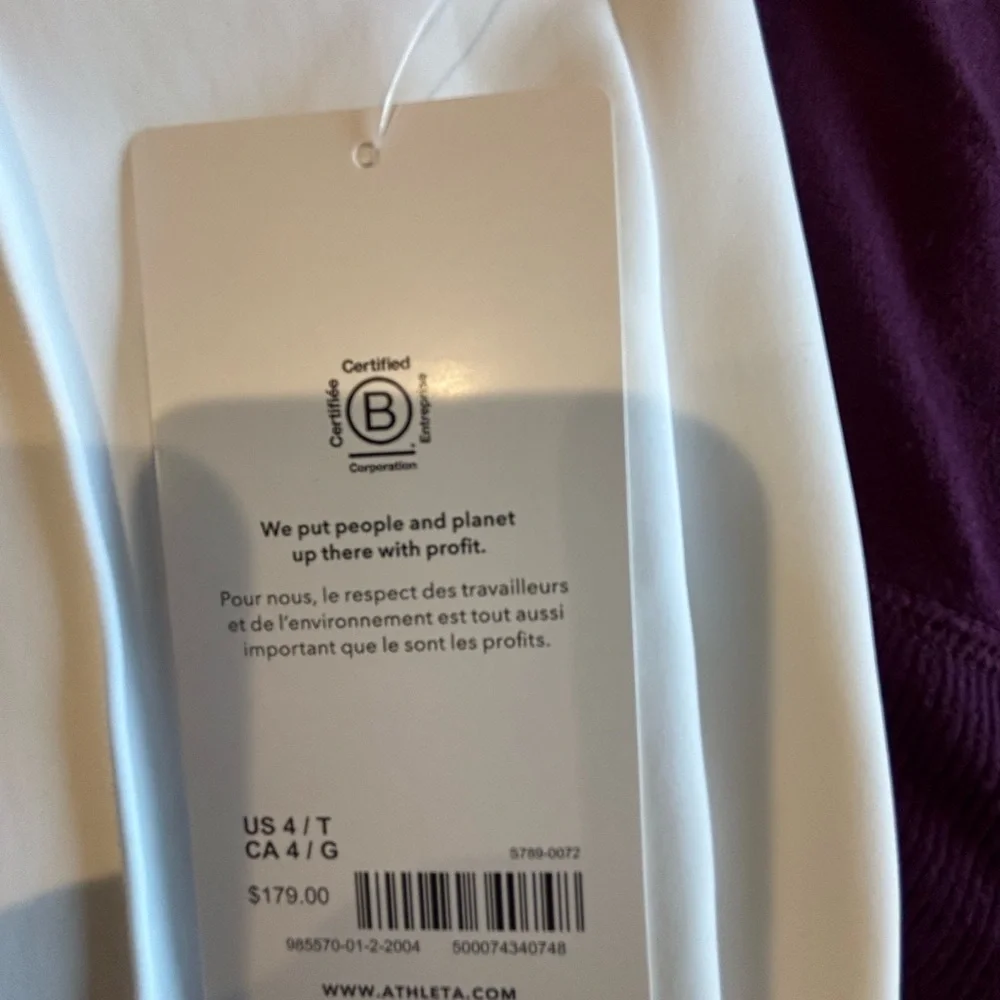 Certified
Certifiée
B
Entreprise
Corporation
We put people and planet
up there with profit.
Pour nous, le respect des travailleurs
et de l'environnement est tout aussi
important que le sont les profits.
US 4 / T
CA 4 / G
5789-0072
$179.00
985570-01-2-2004 500074340748
WWW.ATHLETA.COM